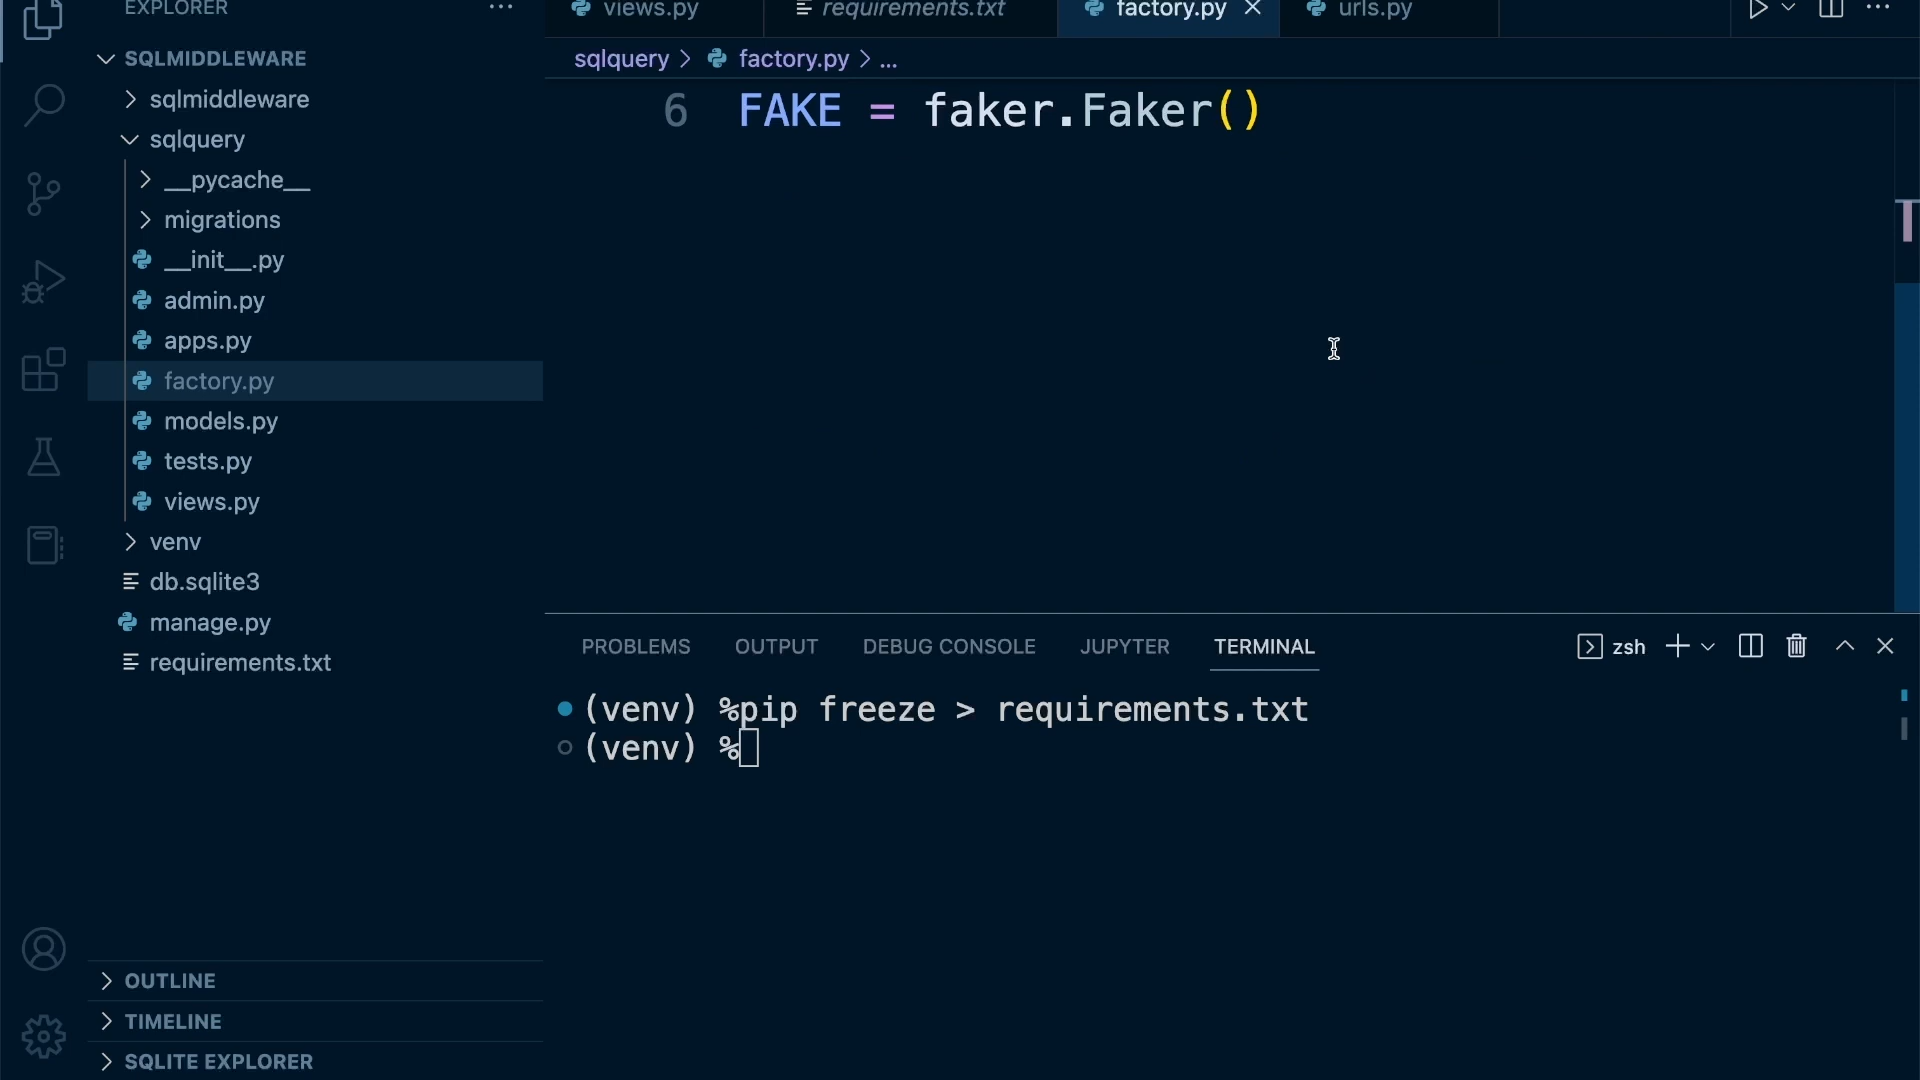 EXPLORER
SQLMIDDLEWARE
sqlmiddleware
sqlquery
__pycache__
migrations
__init__.py
admin.py
apps.py
factory.py
models.py
tests.py
views.py
venv
db.sqlite3
manage.py
requirements.txt
OUTLINE
TIMELINE
SQLITE EXPLORER
views.py requirements.txt factory.py urls.py
sqlquery > factory.py > ...
6 FAKE = faker.Faker()
PROBLEMS OUTPUT DEBUG CONSOLE JUPYTER TERMINAL zsh
(venv) %pip freeze > requirements.txt
(venv) %